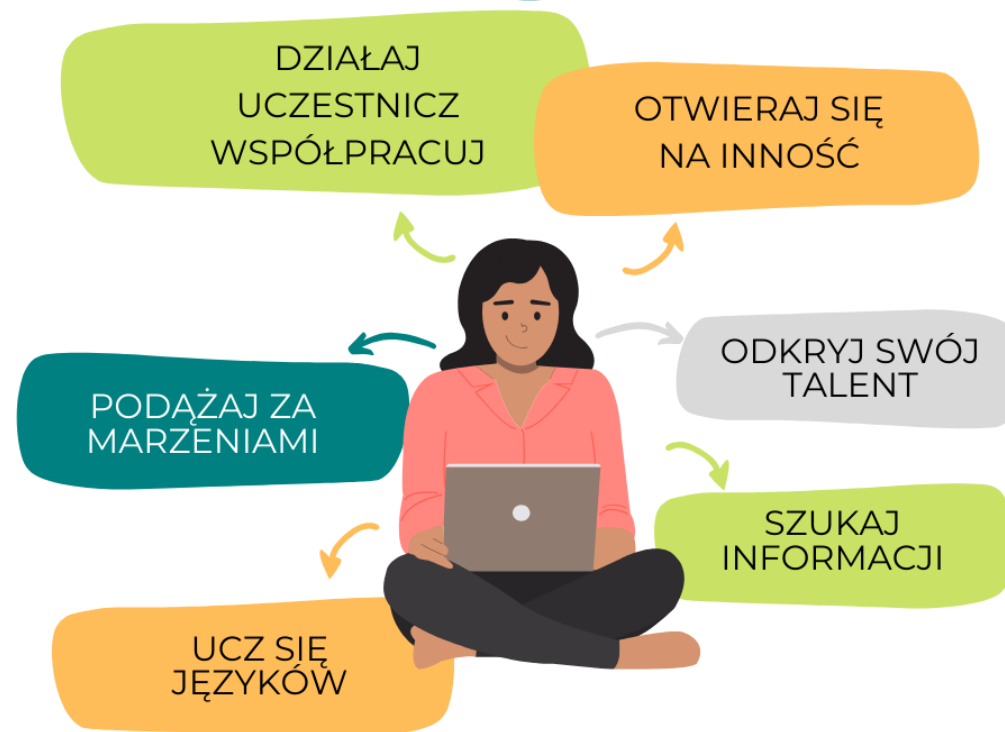 DZIAŁAJ
UCZESTNICZ
WSPÓŁPRACUJ
OTWIERAJ SIĘ
NA INNOŚĆ
PODĄŻAJ ZA
MARZENIAMI
ODKRYJ SWÓJ
TALENT
SZUKAJ
INFORMACJI
UCZ SIĘ
JĘZYKÓW